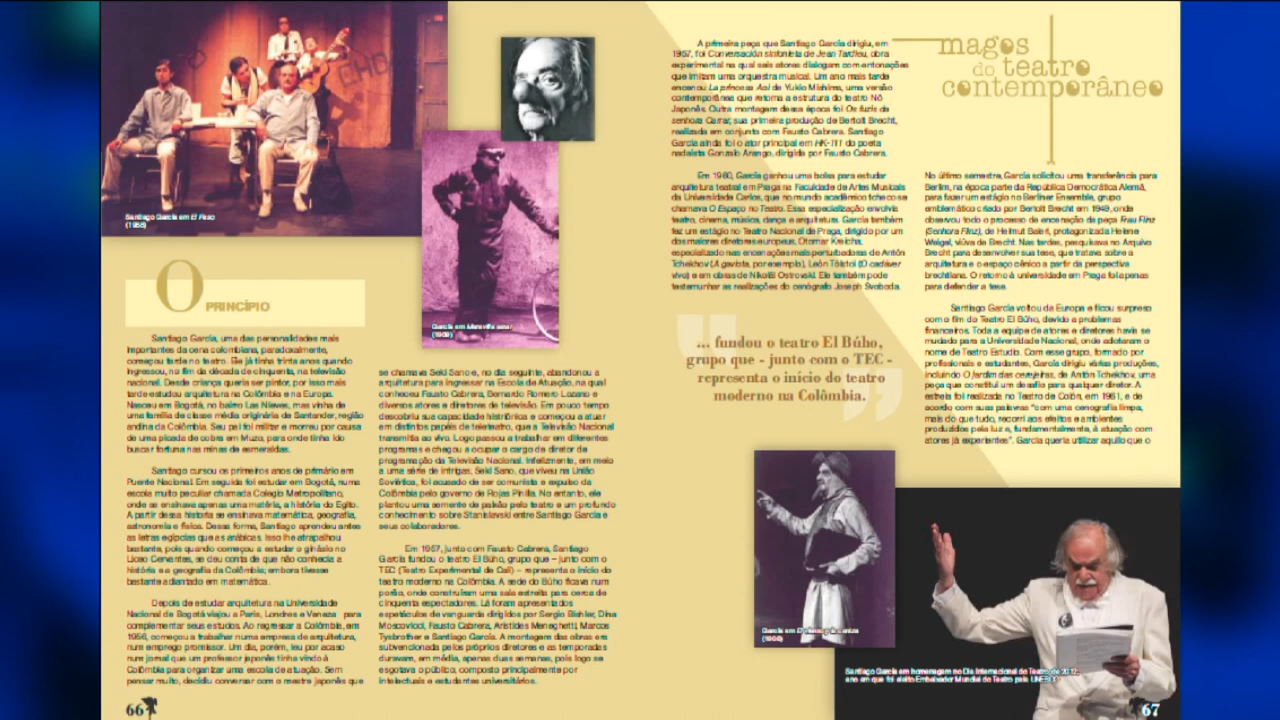 Santiago García em El Paso
(1988)
O PRINCÍPIO
Santiago García, uma das personalidades mais
importantes da cena colombiana, paradoxalmente,
começou tarde no teatro. Ele já tinha trinta anos quando
ingressou, no fim da década de cinquenta, na televisão
nacional. Desde criança queria ser pintor, por isso mais
tarde estudou arquitetura na Colômbia e na Europa.
Nasceu em Bogotá, no bairro Las Nieves, mas vinha de
uma família de classe média originária de Santander, região
andina da Colômbia. Seu pai foi militar e morreu por causa
de uma picada de cobra em Muzo, para onde tinha ido
buscar fortuna nas minas de esmeraldas.
Santiago cursou os primeiros anos de primário em
Puente Nacional. Em seguida foi estudar em Bogotá, numa
escola muito peculiar chamada Colegio Metropolitano,
onde se ensinava apenas uma matéria, a história do Egito.
A partir dessa história se ensinava matemática, geografia,
astronomia e física. Dessa forma, Santiago aprendeu antes
as letras egípcias que as arábicas. Isso lhe atrapalhou
bastante, pois quando começou a estudar o ginásio no
Liceo Cervantes, se deu conta de que não conhecia a
história e a geografia da Colômbia; embora tivesse
bastante adiantado em matemática.
Depois de estudar arquitetura na Universidade
Nacional de Bogotá viajou a Paris, Londres e Veneza para
complementar seus estudos. Ao regressar a Colômbia, em
1956, começou a trabalhar numa empresa de arquitetura,
num emprego promissor. Um dia, porém, leu por acaso
num jornal que um professor japonês tinha vindo à
Colômbia para organizar uma escola de atuação. Sem
pensar muito, decidiu conversar com o mestre japonês que
66
García em
se chamava Seki Sano e, no dia seguinte, abandonou a
arquitetura para ingressar na Escola de Atuação, na qual
conheceu Fausto Cabrera, Bernardo Romero Lozano e
diversos atores e diretores de televisão. Em pouco tempo
descobriu sua capacidade histriônica e começou a atuar
em distintos papéis de teleteatro, que a Televisão Nacional
transmitia ao vivo. Logo passou a trabalhar em diferentes
programas e chegou a ocupar o cargo de diretor de
programação da Televisão Nacional. Infelizmente, em meio
a uma série de intrigas, Seki Sano, que viveu na União
Soviética, foi acusado de ser comunista e expulso da
Colômbia pelo governo de Rojas Pinilla. No entanto, ele
plantou uma semente de paixão pelo teatro e um profundo
conhecimento sobre Stanislavski entre Santiago García e
seus colaboradores.
Em 1957, junto com Fausto Cabrera, Santiago
García fundou o teatro El Búho, grupo que – junto com o
TEC (Teatro Experimental de Cali) – representa o início do
teatro moderno na Colômbia. A sede do Búho ficava num
porão, onde construíram uma sala estreita para cerca de
cinquenta espectadores. Lá foram apresentados
espetáculos de vanguarda dirigidos por Sergio Bishler, Dina
Moscovici, Fausto Cabrera, Aristides Meneghetti, Marcos
Tysbrother e Santiago García. A montagem das obras era
subvencionada pelos próprios diretores e as temporadas
duravam, em média, apenas duas semanas, pois logo se
esgotava o público, composto principalmente por
intelectuais e estudantes universitários.
A primeira peça que Santiago García dirigiu, em
1957, foi Conversación sinfonieta de Jean Tardieu, obra
experimental na qual seis atores dialogam com entonações
que imitam uma orquestra musical. Um ano mais tarde
encenou La princesa Aoi de Yukio Mishima, uma versão
contemporânea que retoma a estrutura do teatro Nô
Japonês. Outra montagem dessa época foi Os fuzis da
senhora Carrar, sua primeira produção de Bertolt Brecht,
realizada em conjunto com Fausto Cabrera. Santiago
García ainda foi o ator principal em HK-111 do poeta
nadaísta Gonzalo Arango, dirigida por Fausto Cabrera.
Em 1960, García ganhou uma bolsa para estudar
arquitetura teatral em Praga na Faculdade de Artes Musicais
da Universidade Carlos, que no mundo acadêmico tcheco se
chamava O Espaço no Teatro. Essa especialização envolvia
teatro, cinema, música, dança e arquitetura. García também
fez um estágio no Teatro Nacional de Praga, dirigido por um
dos maiores diretores europeus, Otomar Kreicha,
especializado nas encenações mais perturbadoras de Antón
Tchekhov (A gaivota, por exemplo), León Tólstoi (O cadáver
vivo) e em obras de Nikolái Ostrovski. Ele também pode
testemunhar as realizações do cenógrafo Joseph Svoboda.
... fundou o teatro El Búho,
grupo que - junto com o TEC -
representa o início do teatro
moderno na Colômbia.
magos
do teatro
contemporâneo
No último semestre, García solicitou uma transferência para
Berlim, na época parte da República Democrática Alemã,
para fazer um estágio no Berliner Ensemble, grupo
emblemático criado por Bertolt Brecht em 1949, onde
observou todo o processo de encenação da peça Frau Flinz
(Senhora Flinz), de Helmut Baierl, protagonizada Helene
Weigel, viúva de Brecht. Nas tardes, pesquisava no Arquivo
Brecht para desenvolver sua tese, que tratava sobre a
arquitetura e o espaço cênico a partir da perspectiva
brechtiana. O retorno à universidade em Praga foi apenas
para defender a tese.
Santiago García voltou da Europa e ficou surpreso
com o fim do Teatro El Búho, devido a problemas
financeiros. Toda a equipe de atores e diretores havia se
mudado para a Universidade Nacional, onde adotaram o
nome de Teatro Estudio. Com esse grupo, formado por
profissionais e estudantes, García dirigiu várias produções,
incluindo O jardim das cerejeiras, de Antón Tchekhov, uma
peça que constitui um desafio para qualquer diretor. A
estreia foi realizada no Teatro de Colón, em 1961, e de
acordo com suas palavras "com uma cenografia limpa,
mais do que tudo, recorri aos efeitos e ambientes
produzidos pela luz e, fundamentalmente, à atuação com
atores já experientes". García queria utilizar aquilo que o
García em
Santiago García em homenagem no Dia Internacional do Teatro de 2012,
ano em que foi eleito Embaixador Mundial do Teatro pela UNESCO
67